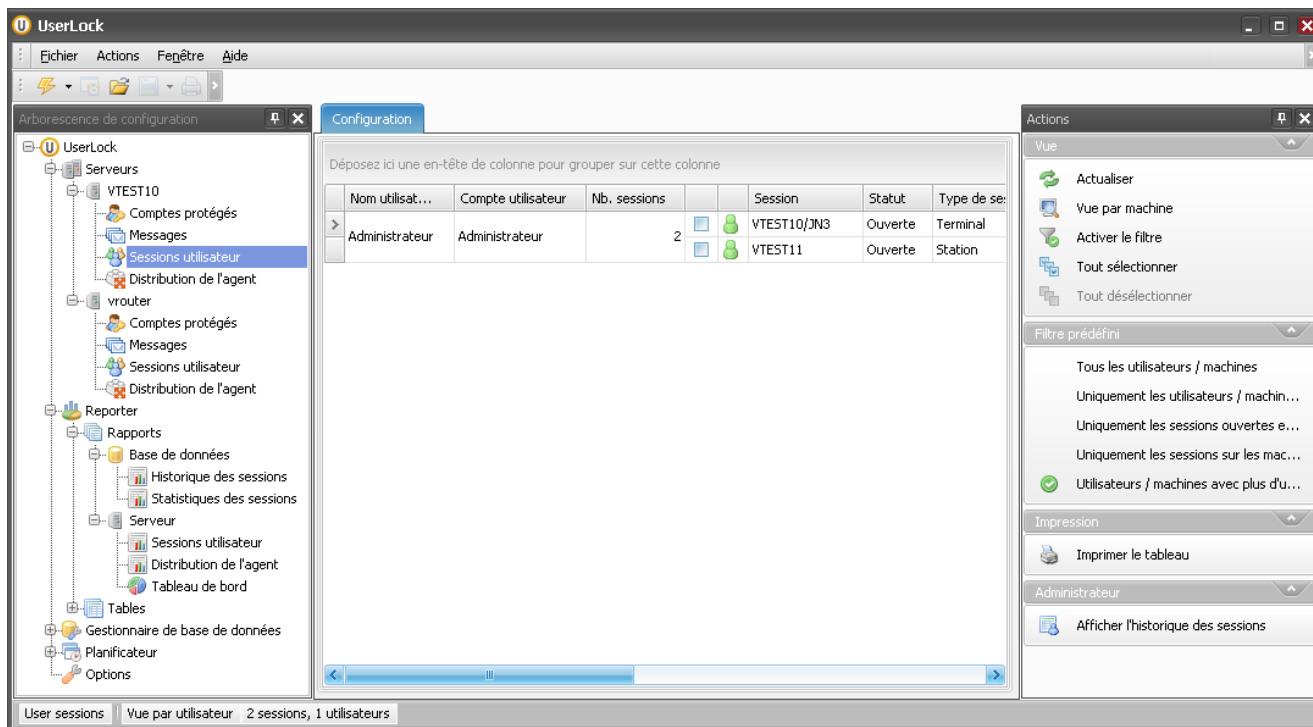 UserLock
Fichier Actions Fenêtre Aide
Arborescence de configuration
UserLock
Serveurs
VTEST10
Comptes protégés
Messages
Sessions utilisateur
Distribution de l'agent
vrouter
Comptes protégés
Messages
Sessions utilisateur
Distribution de l'agent
Reporter
Rapports
Base de données
Historique des sessions
Statistiques des sessions
Serveur
Sessions utilisateur
Distribution de l'agent
Tableau de bord
Tables
Gestionnaire de base de données
Planificateur
Options
Configuration
Déposez ici une en-tête de colonne pour grouper sur cette colonne
Nom utilisat... Compte utilisateur Nb. sessions Session Statut Type de ses
Administrateur Administrateur 2 VTEST10/JN3 Ouverte Terminal
VTEST11 Ouverte Station
Actions
Vue
Actualiser
Vue par machine
Activer le filtre
Tout sélectionner
Tout désélectionner
Filtre prédéfini
Tous les utilisateurs / machines
Uniquement les utilisateurs / machin...
Uniquement les sessions ouvertes e...
Uniquement les sessions sur les mac...
Utilisateurs / machines avec plus d'u...
Impression
Imprimer le tableau
Administrateur
Afficher l'historique des sessions
User sessions Vue par utilisateur 2 sessions, 1 utilisateurs